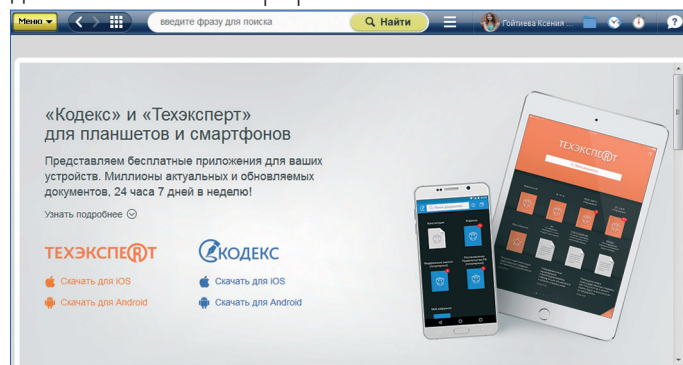 Меню
введите фразу для поиска
Найти
Гойтиева Ксения ...
«Кодекс» и «Техэксперт»
для планшетов и смартфонов
Представляем бесплатные приложения для ваших
устройств. Миллионы актуальных и обновляемых
документов, 24 часа 7 дней в неделю!
Узнать подробнее
ТЕХЭКСПЕRТ
КОДЕКС
Скачать для iOS
Скачать для iOS
Скачать для Android
Скачать для Android
ТЕХЭКСПЕRТ